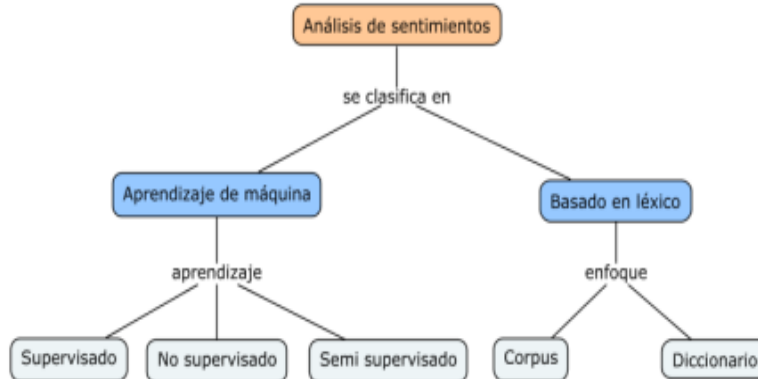 Análisis de sentimientos
se clasifica en
Aprendizaje de máquina
Basado en léxico
aprendizaje
enfoque
Supervisado
No supervisado
Semi supervisado
Corpus
Diccionario